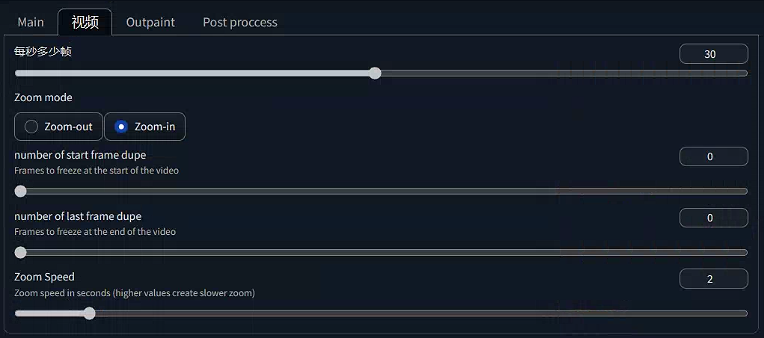 Main 视频 Outpaint Post proccess
每秒多少帧 30
Zoom mode
Zoom-out Zoom-in
number of start frame dupe 0
Frames to freeze at the start of the video
number of last frame dupe 0
Frames to freeze at the end of the video
Zoom Speed 2
Zoom speed in seconds (higher values create slower zoom)